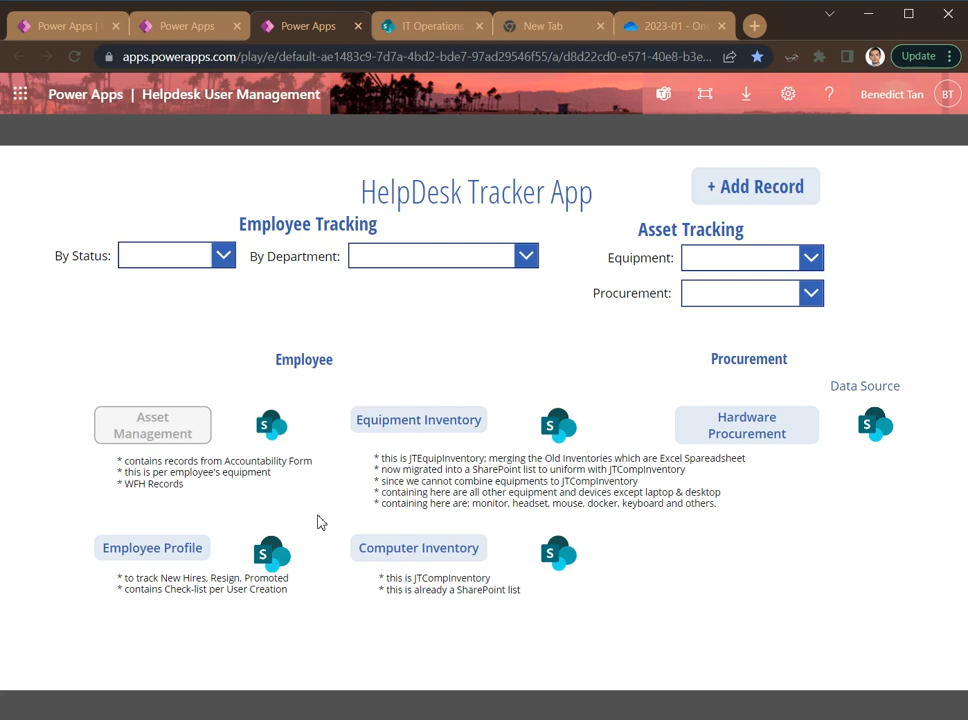 Power Apps |
Power Apps
Power Apps
IT Operations
New Tab
2023-01 - On
apps.powerapps.com/play/e/default-ae1483c9-7d7a-4bd2-bde7-97ad29546f55/a/d8d22cd0-e571-40e8-b3e...
Update
Power Apps | Helpdesk User Management
Benedict Tan
BT
HelpDesk Tracker App
+ Add Record
Employee Tracking
Asset Tracking
By Status:
By Department:
Equipment:
Procurement:
Employee
Procurement
Data Source
Asset
Management
S
Equipment Inventory
S
Hardware
Procurement
S
* contains records from Accountability Form
* this is per employee's equipment
* WFH Records
* this is JTEquipInventory; merging the Old Inventories which are Excel Spareadsheet
* now migrated into a SharePoint list to uniform with JTCompInventory
* since we cannot combine equipments to JTCompInventory
* containing here are all other equipment and devices except laptop & desktop
* containing here are: monitor, headset, mouse, docker, keyboard and others.
Employee Profile
S
Computer Inventory
S
* to track New Hires, Resign, Promoted
* contains Check-list per User Creation
* this is JTCompInventory
* this is already a SharePoint list